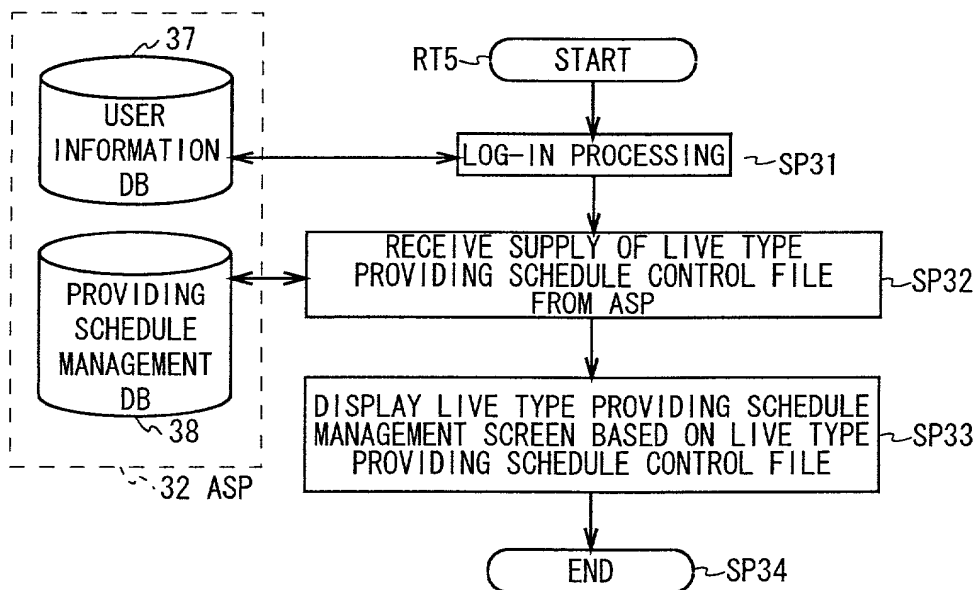 37
USER
INFORMATION
DB
PROVIDING
SCHEDULE
MANAGEMENT
DB
38
32 ASP
RT5
START
LOG-IN PROCESSING
SP31
RECEIVE SUPPLY OF LIVE TYPE
PROVIDING SCHEDULE CONTROL FILE
FROM ASP
SP32
DISPLAY LIVE TYPE PROVIDING SCHEDULE
MANAGEMENT SCREEN BASED ON LIVE TYPE
PROVIDING SCHEDULE CONTROL FILE
SP33
END
SP34